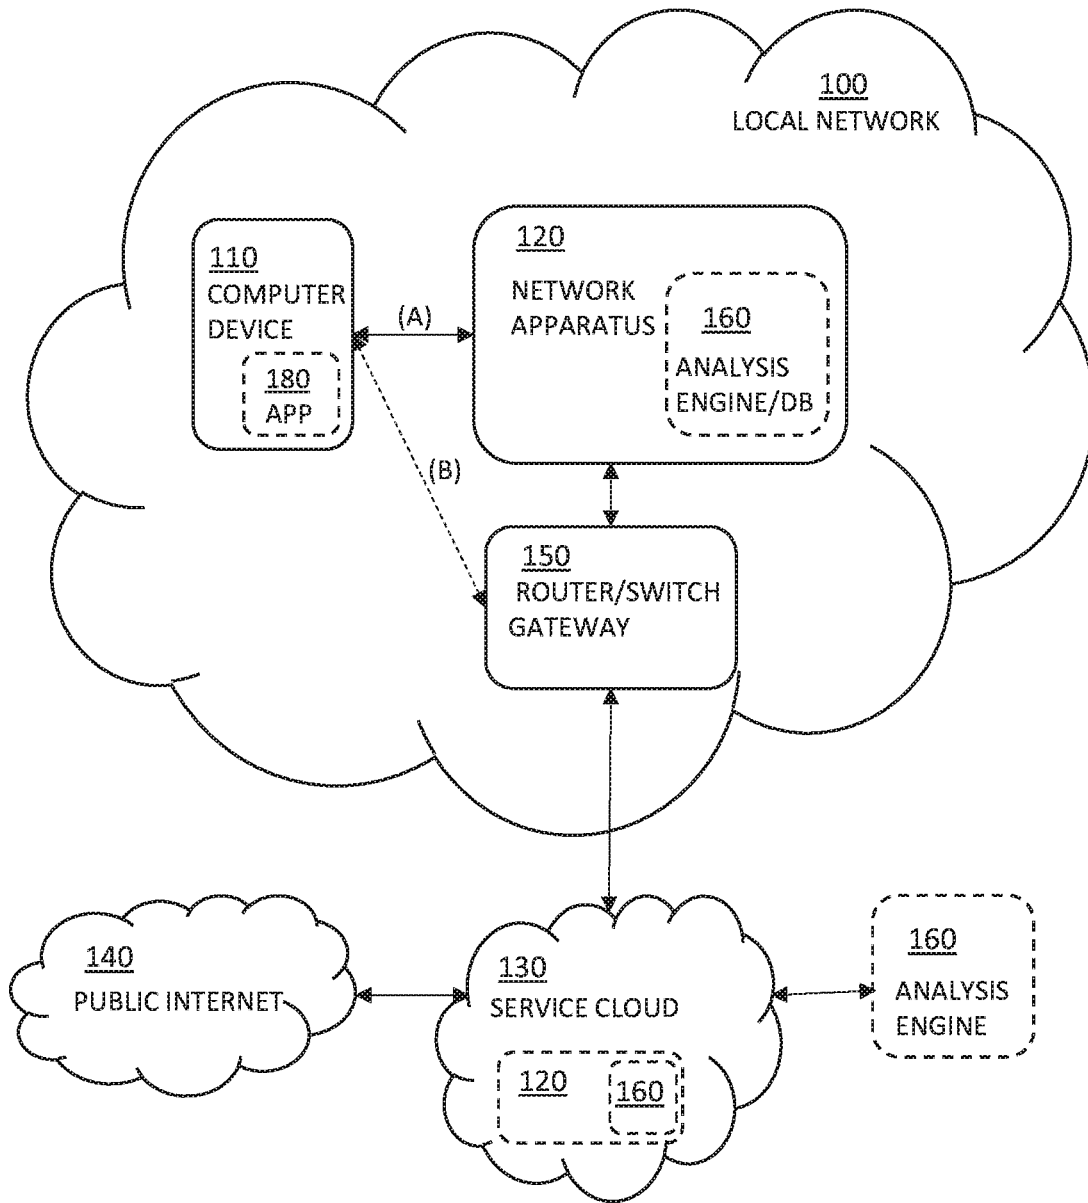 100
LOCAL NETWORK
110
COMPUTER
DEVICE
180
APP
(A)
120
NETWORK
APPARATUS
160
ANALYSIS
ENGINE/DB
(B)
150
ROUTER/SWITCH
GATEWAY
140
PUBLIC INTERNET
130
SERVICE CLOUD
120
160
160
ANALYSIS
ENGINE